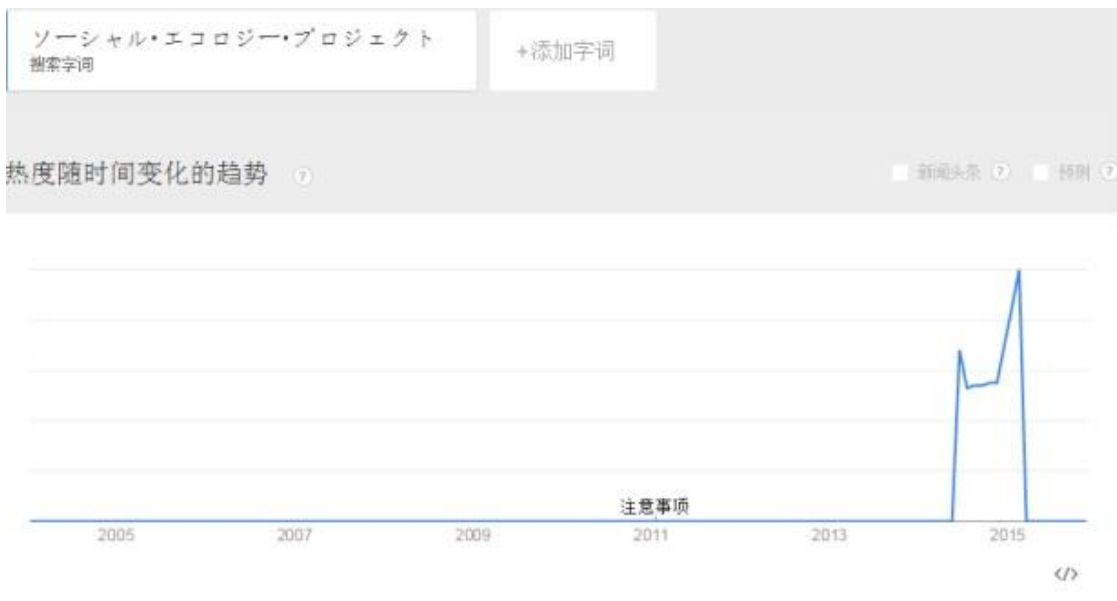 ソーシャル・エコロジー・プロジェクト
搜索字词
+添加字词
热度随时间变化的趋势 ?
新闻头条 ? 预测 ?
注意事项
2005 2007 2009 2011 2013 2015
</>